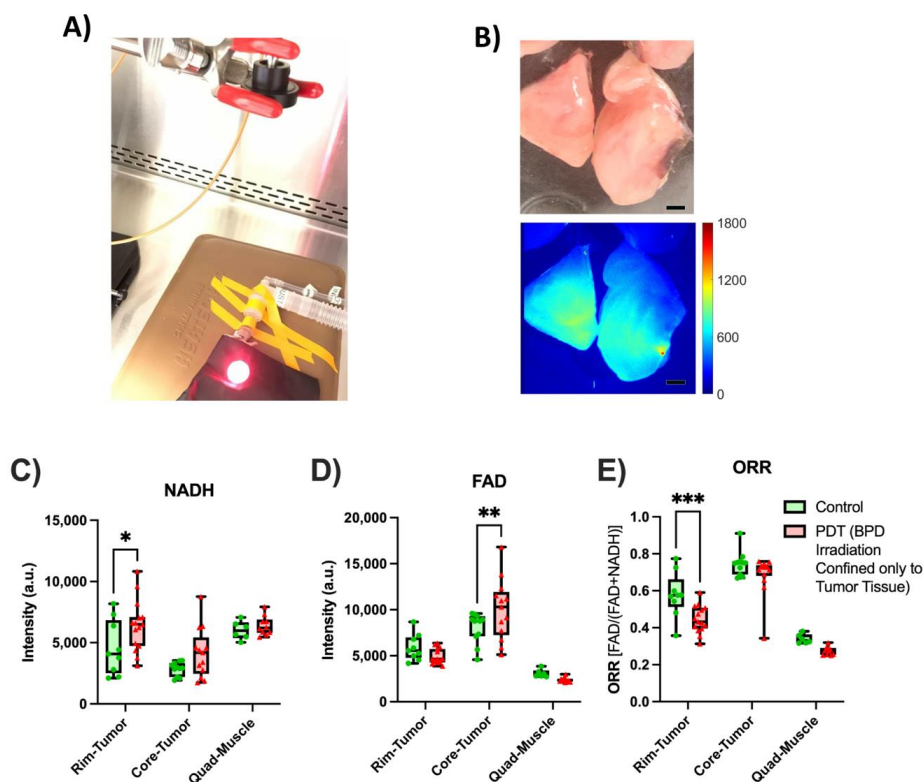 A)
B)
1800
1200
600
0
C)
NADH
Intensity (a.u.)
15,000
10,000
5,000
0
*
Rim-Tumor
Core-Tumor
Quad-Muscle
D)
FAD
Intensity (a.u.)
20,000
15,000
10,000
5,000
0
**
Rim-Tumor
Core-Tumor
Quad-Muscle
E)
ORR
ORR [FAD/(FAD+NADH)]
1.0
0.8
0.6
0.4
0.2
0.0
***
Rim-Tumor
Core-Tumor
Quad-Muscle
Control
PDT (BPD
Irradiation
Confined only to
Tumor Tissue)